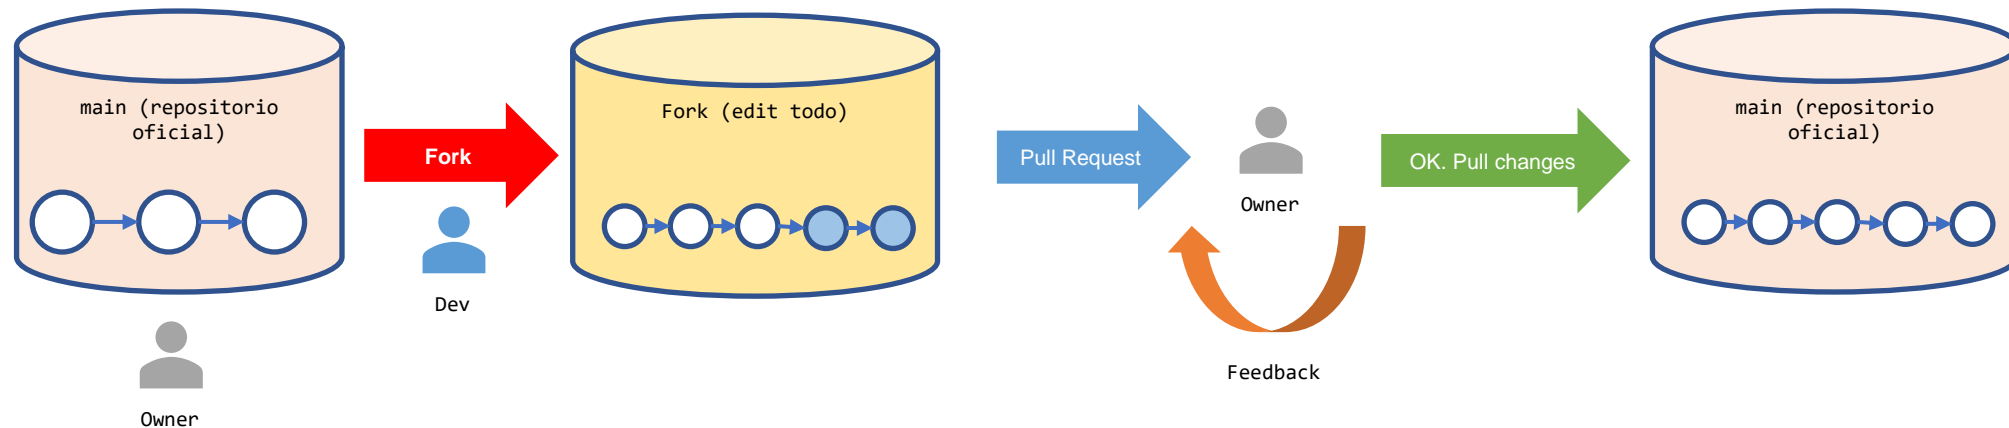 main (repositorio
oficial)
Owner
Fork
Dev
Fork (edit todo)
Pull Request
Owner
Feedback
OK. Pull changes
main (repositorio
oficial)